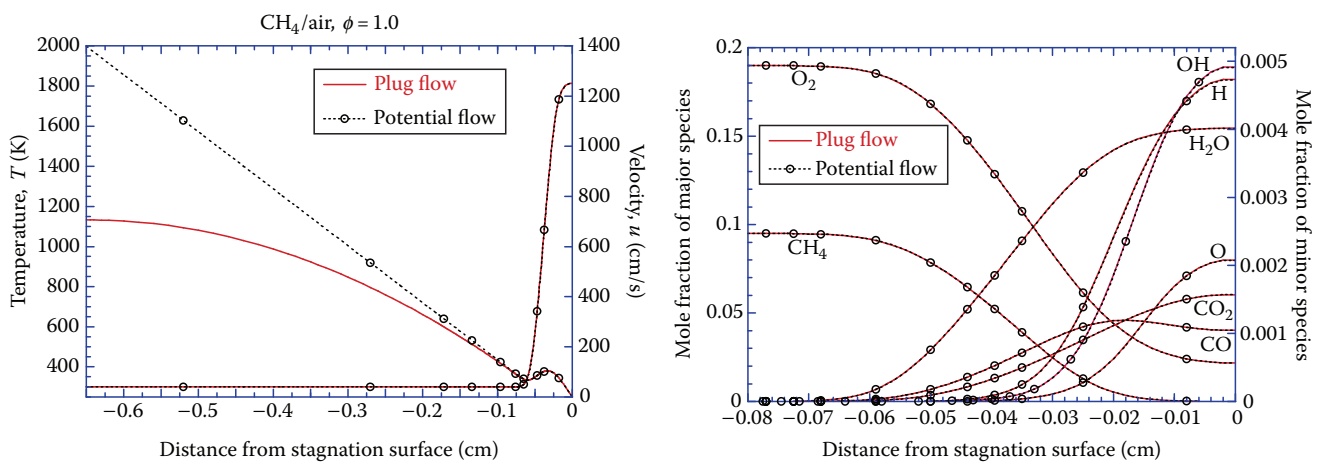 CH4/air, ϕ = 1.0
2000
1800
1600
1400
1200
1000
800
600
400
Temperature, T (K)
1400
1200
1000
800
600
400
200
0
Velocity, u (cm/s)
Plug flow
Potential flow
−0.6 −0.5 −0.4 −0.3 −0.2 −0.1 0
Distance from stagnation surface (cm)
0.2
0.15
0.1
0.05
0
Mole fraction of major species
0.005
0.004
0.003
0.002
0.001
0
Mole fraction of minor species
Plug flow
Potential flow
O2
CH4
OH
H
H2O
O
CO2
CO
−0.08 −0.07 −0.06 −0.05 −0.04 −0.03 −0.02 −0.01 0
Distance from stagnation surface (cm)